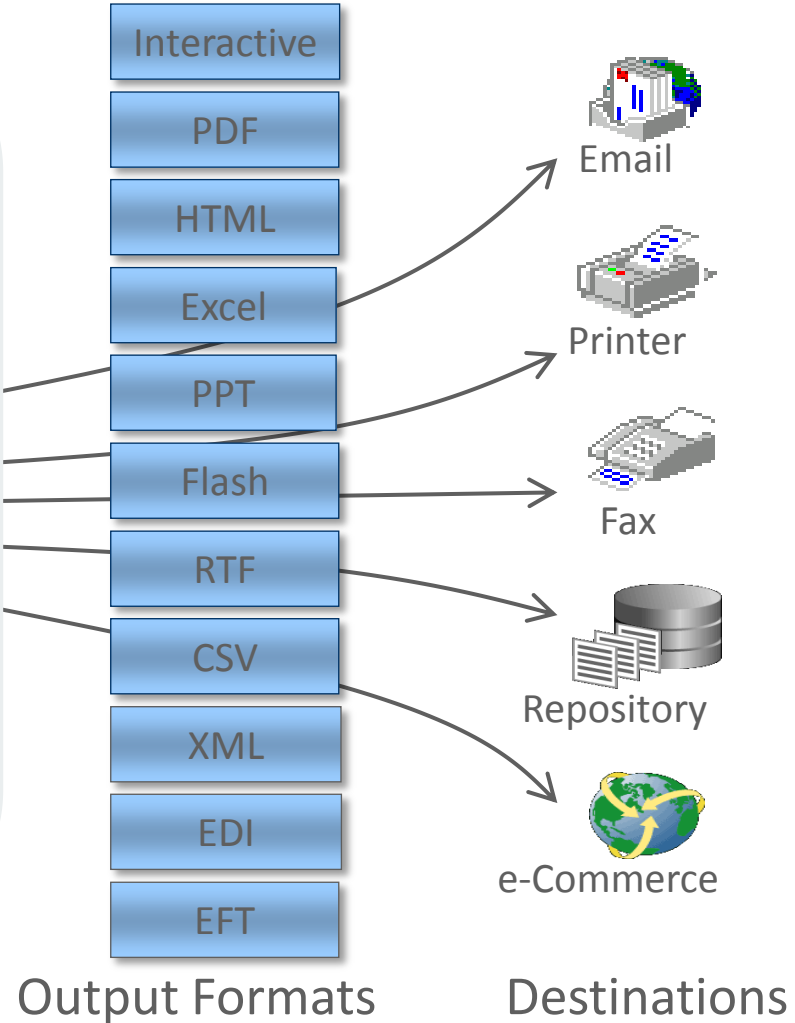 Interactive
PDF
HTML
Excel
PPT
Flash
RTF
CSV
XML
EDI
EFT
Output Formats
Email
Printer
Fax
Repository
e-Commerce
Destinations